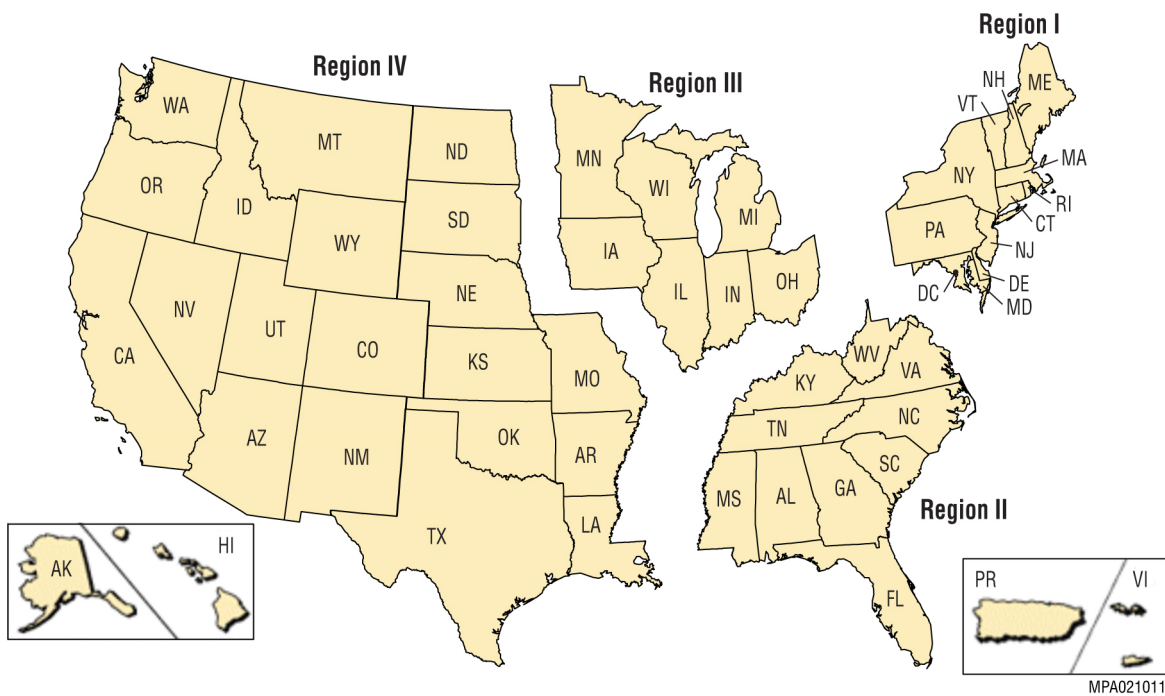 Region I
Region IV
Region III
NH
ME
VT
WA
MT
ND
MN
MA
WI
NY
OR
ID
SD
MI
RI
CT
WY
PA
IA
NJ
NE
OH
DE
IL
IN
DC
MD
NV
UT
CO
CA
KS
WV
MO
KY
VA
NC
TN
AZ
OK
NM
AR
SC
MS
AL
GA
Region II
LA
TX
HI
AK
PR
VI
FL
MPA021011